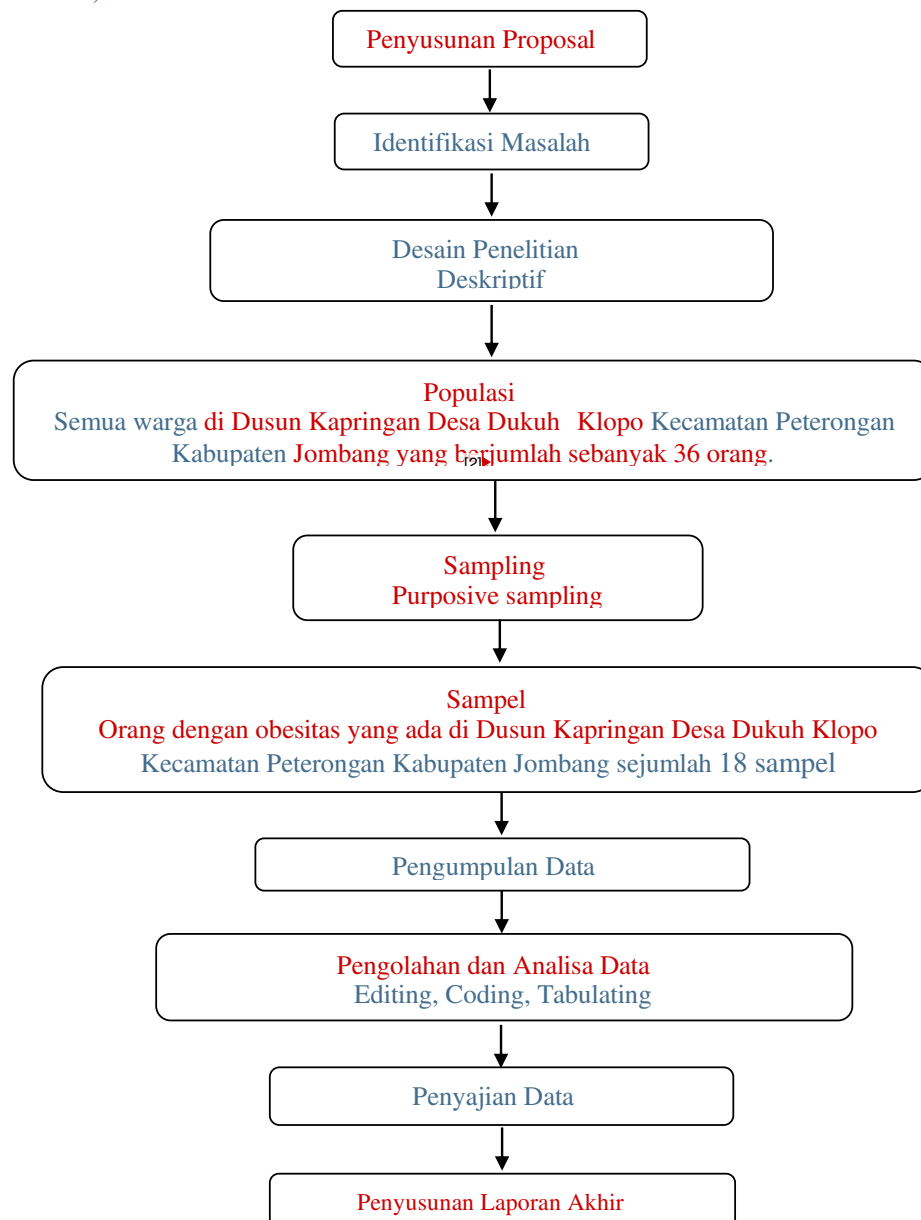 Penyusunan Proposal
Identifikasi Masalah
Desain Penelitian
Deskriptif
Populasi
Semua warga di Dusun Kapringan Desa Dukuh Klopo Kecamatan Peterongan
Kabupaten Jombang yang berjumlah sebanyak 36 orang.
[2]
Sampling
Purposive sampling
Sampel
Orang dengan obesitas yang ada di Dusun Kapringan Desa Dukuh Klopo
Kecamatan Peterongan Kabupaten Jombang sejumlah 18 sampel
Pengumpulan Data
Pengolahan dan Analisa Data
Editing, Coding, Tabulating
Penyajian Data
Penyusunan Laporan Akhir